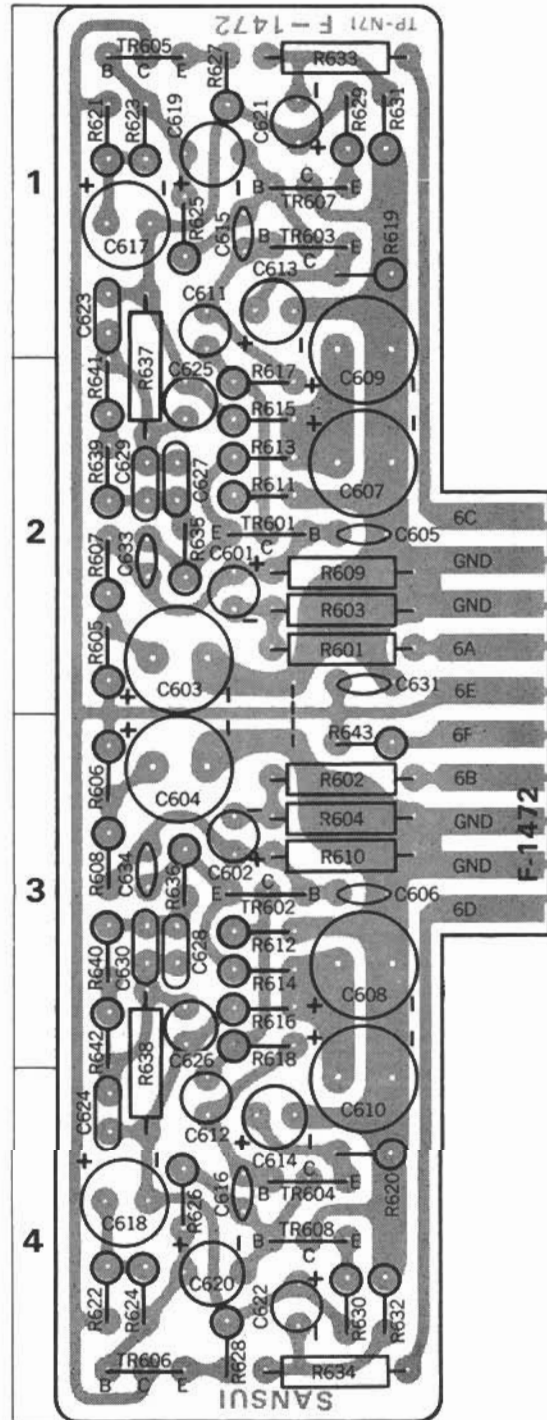 TP-N71 F-1472
TR605
B C E
R627
R633
R621
R623
C619
C621
R629
R631
1
B C E
TR607
C617
R625
C615
B TR603 E
C
R619
C613
C623
C611
R641
R637
C625
R617
C609
R615
R639
C629
C627
R613
C607
R611
2
E TR601 B
C
C605
6C
R607
C633
R635
C601
R609
GND
R603
GND
R605
R601
6A
C603
C631
6E
R643
6F
R606
C604
R602
6B
R604
GND
R608
C634
R636
C602
R610
GND
F-1472
3
E C B
TR602
C606
6D
R640
C630
C628
R612
R614
C608
R642
R638
C626
R616
R618
C624
C612
C614
C610
C618
R626
C616
C
B TR604 E
R620
4
TR608
B E
C
R622
R624
C620
C622
R630
R632
R628
TR606
B C E
R634
SANSUI